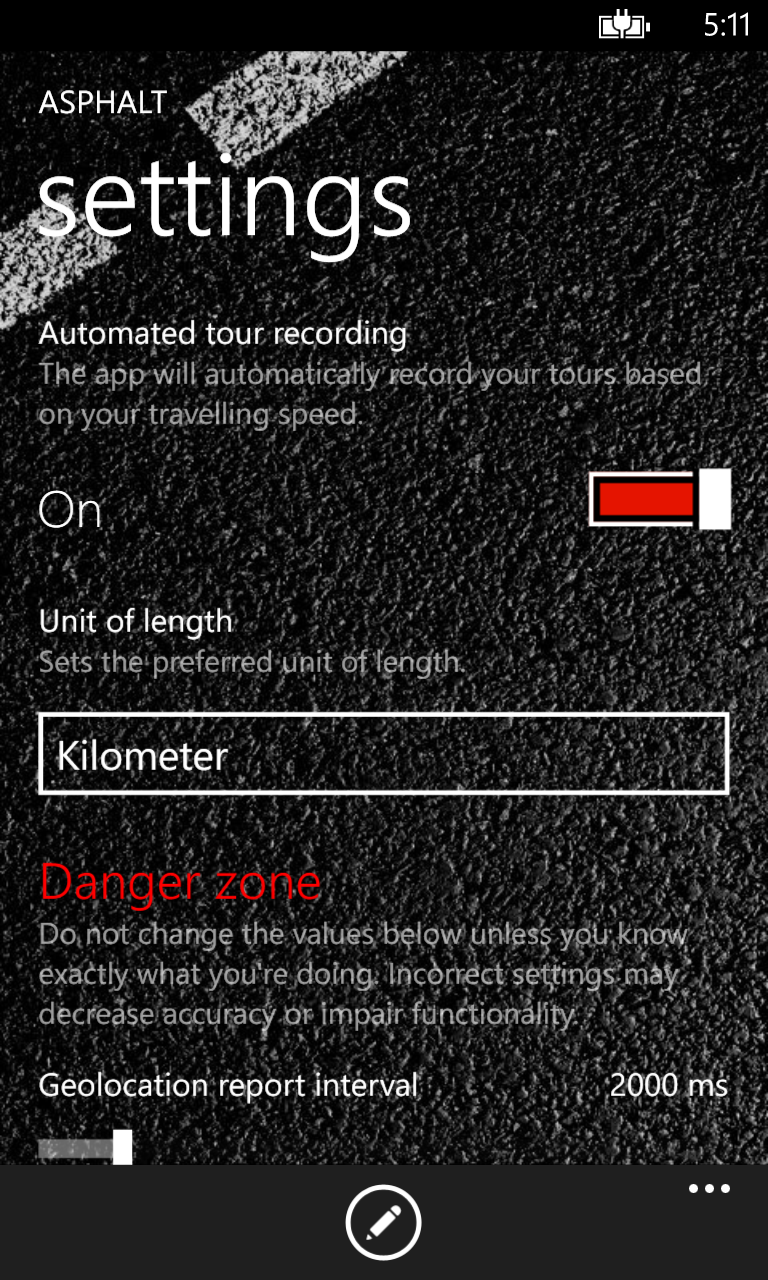 5:11
ASPHALT
settings
Automated tour recording
The app will automatically record your tours based
on your travelling speed.
On
Unit of length
Sets the preferred unit of length.
Kilometer
Danger zone
Do not change the values below unless you know
exactly what you're doing. Incorrect settings may
decrease accuracy or impair functionality.
Geolocation report interval 2000 ms